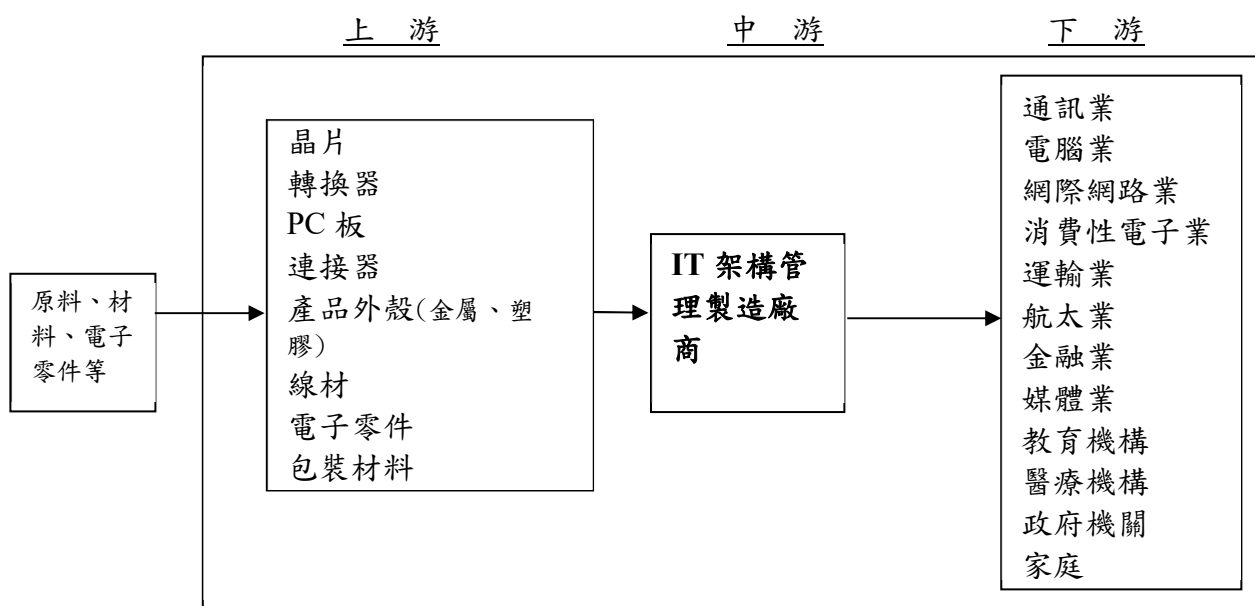 上 游
中 游
下 游
原料、材
料、電子
零件等
晶片
轉換器
PC 板
連接器
產品外殼(金屬、塑
膠)
線材
電子零件
包裝材料
IT 架構管
理製造廠
商
通訊業
電腦業
網際網路業
消費性電子業
運輸業
航太業
金融業
媒體業
教育機構
醫療機構
政府機關
家庭